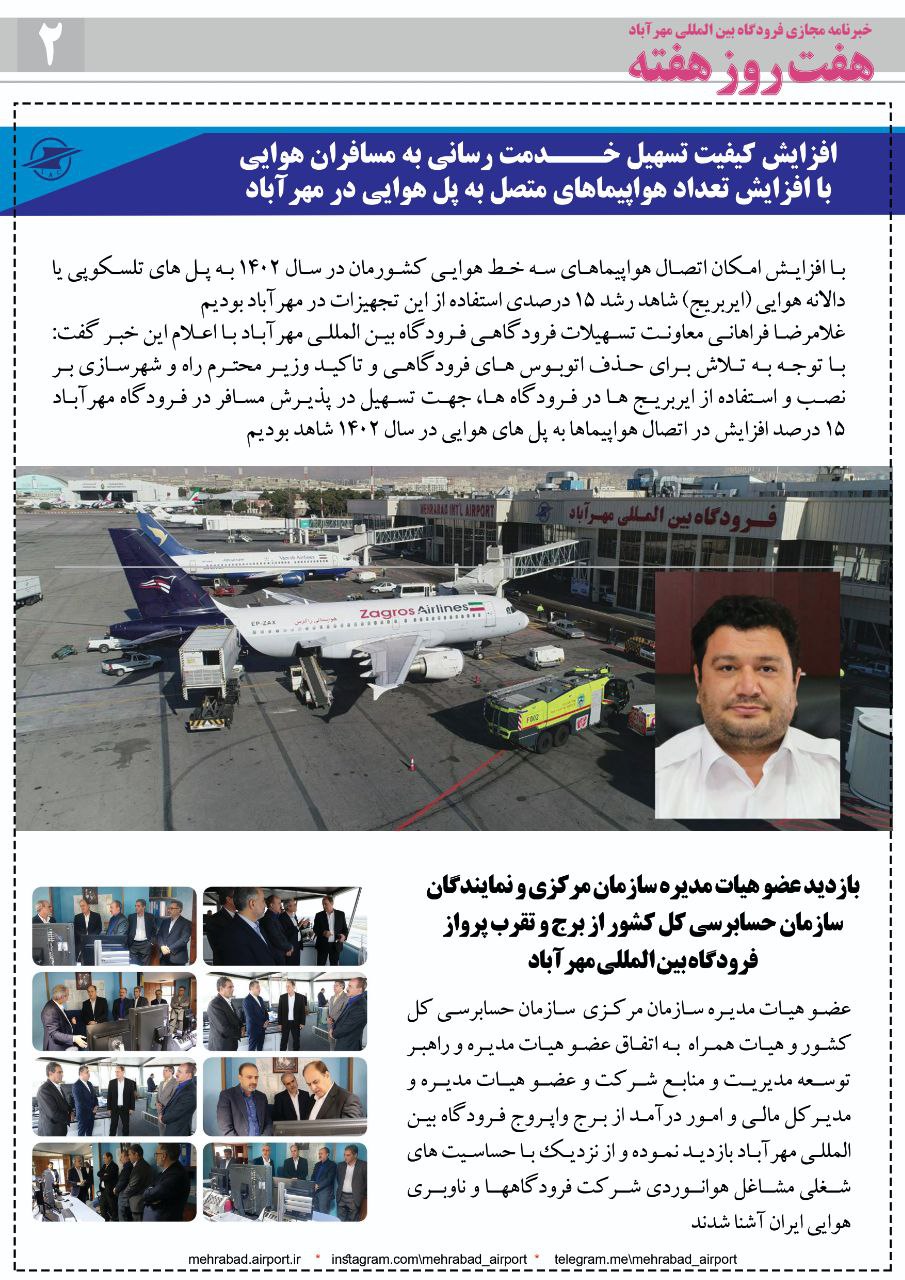 خبرنامه مجازی فرودگاه بین المللی مهرآباد
هفت روز هفته
۲
افزایش کیفیت تسهیل خـــــدمت رسانی به مسافران هوایی
با افزایش تعداد هواپیماهای متصل به پل هوایی در مهرآباد
با افزایش امکان اتصال هواپیماهای سه خط هوایی کشورمان در سال ۱۴۰۲ به پل های تلسکوپی یا
دالانه هوایی (ایربریج) شاهد رشد ۱۵ درصدی استفاده از این تجهیزات در مهرآباد بودیم
غلامرضا فراهانی معاونت تسهیلات فرودگاهی فرودگاه بین المللی مهرآباد با اعلام این خبر گفت:
با توجه به تلاش برای حذف اتوبوس های فرودگاهی و تاکید وزیر محترم راه و شهرسازی بر
نصب و استفاده از ایربریج ها در فرودگاه ها، جهت تسهیل در پذیرش مسافر در فرودگاه مهرآباد
۱۵ درصد افزایش در اتصال هواپیماها به پل های هوایی در سال ۱۴۰۲ شاهد بودیم
MEHRABAD INT'L AIRPORT
فرودگاه بین المللی مهرآباد
Zagros Airlines
EP-ZAX
F002
بازدید عضو هیات مدیره سازمان مرکزی و نمایندگان
سازمان حسابرسی کل کشور از برج و تقرب پرواز
فرودگاه بین المللی مهرآباد
عضو هیات مدیره سازمان مرکزی سازمان حسابرسی کل
کشور و هیات همراه به اتفاق عضو هیات مدیره و راهبر
توسعه مدیریت و منابع شرکت و عضو هیات مدیره و
مدیرکل مالی و امور درآمد از برج واپروچ فرودگاه بین
المللی مهرآباد بازدید نموده و از نزدیک با حساسیت های
شغلی مشاغل هوانوردی شرکت فرودگاهها و ناوبری
هوایی ایران آشنا شدند
mehrabad.airport.ir * instagram.com\mehrabad_airport * telegram.me\mehrabad_airport